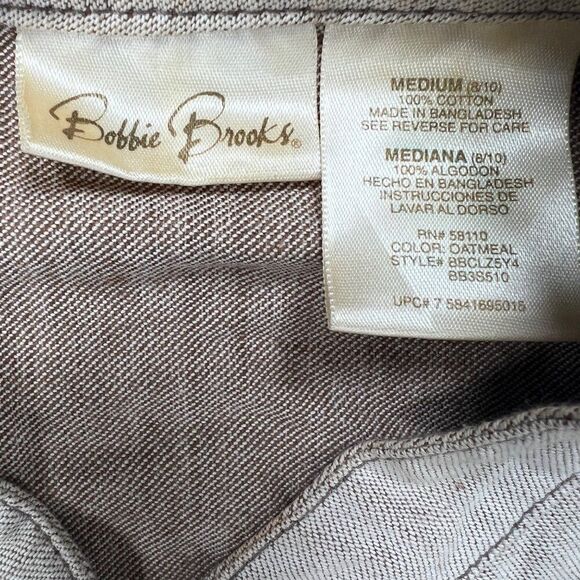 Bobbie Brooks®
MEDIUM (8/10)
100% COTTON
MADE IN BANGLADESH
SEE REVERSE FOR CARE
MEDIANA (8/10)
100% ALGODON
HECHO EN BANGLADESH
INSTRUCCIONES DE
LAVAR AL DORSO
RN# 58110
COLOR: OATMEAL
STYLE# BBCLZ5Y4
BB3S510
UPC# 7 5841695015